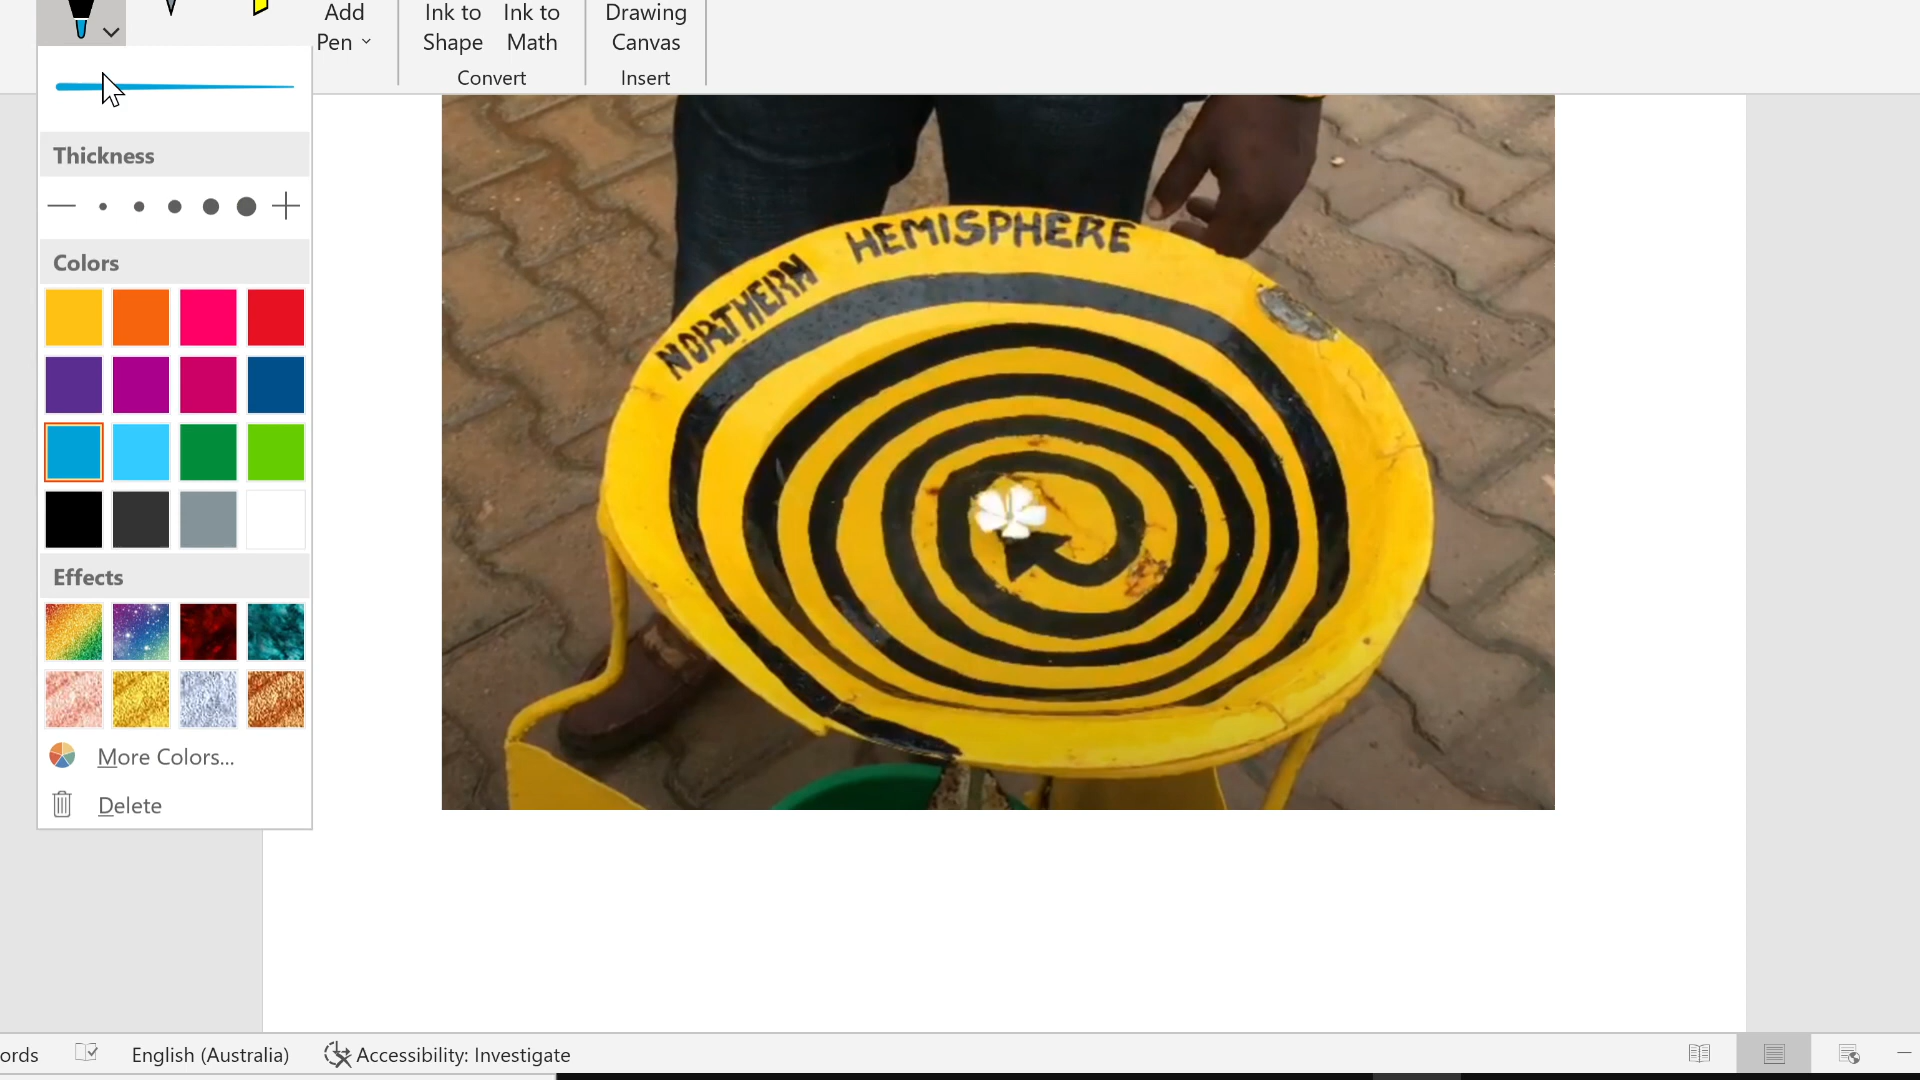 Add
Pen
Ink to
Shape
Ink to
Math
Convert
Drawing
Canvas
Insert
Thickness
Colors
Effects
More Colors...
Delete
NORTHERN HEMISPHERE
ords
English (Australia)
Accessibility: Investigate